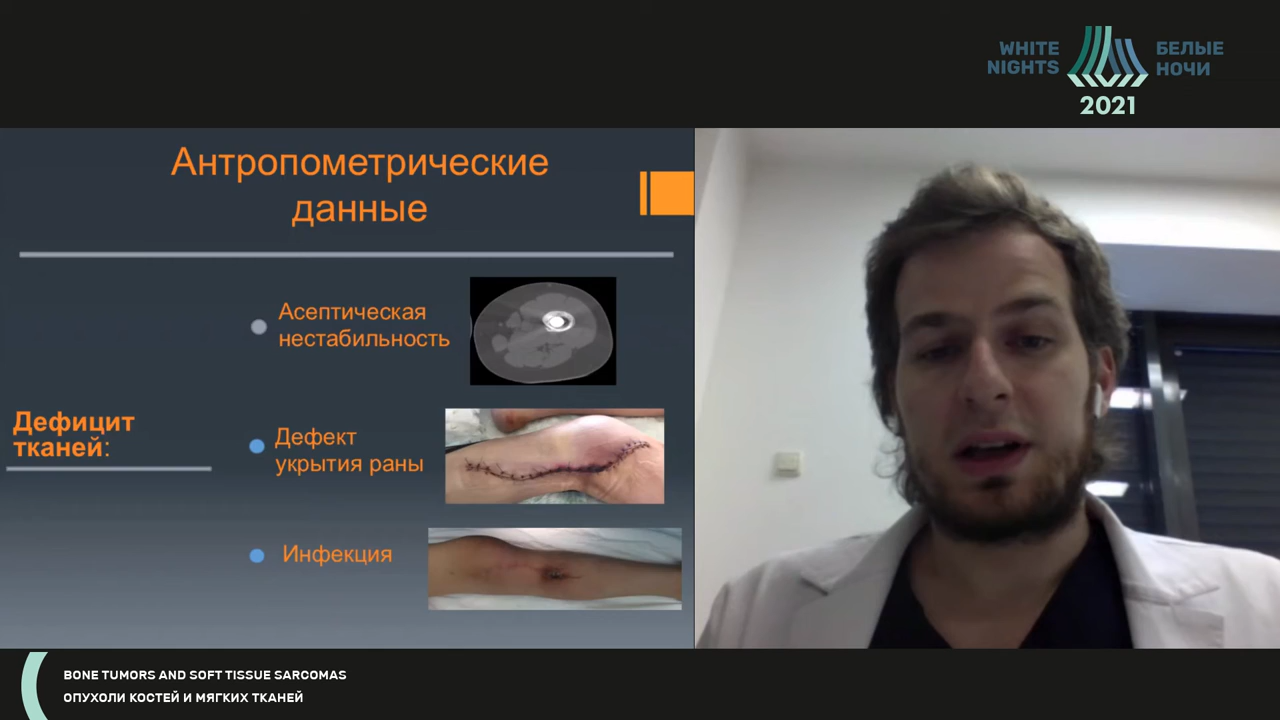 WHITE
NIGHTS
БЕЛЫЕ
НОЧИ
2021
Антропометрические
данные
Дефицит
тканей:
Асептическая
нестабильность
Дефект
укрытия раны
Инфекция
BONE TUMORS AND SOFT TISSUE SARCOMAS
ОПУХОЛИ КОСТЕЙ И МЯГКИХ ТКАНЕЙ